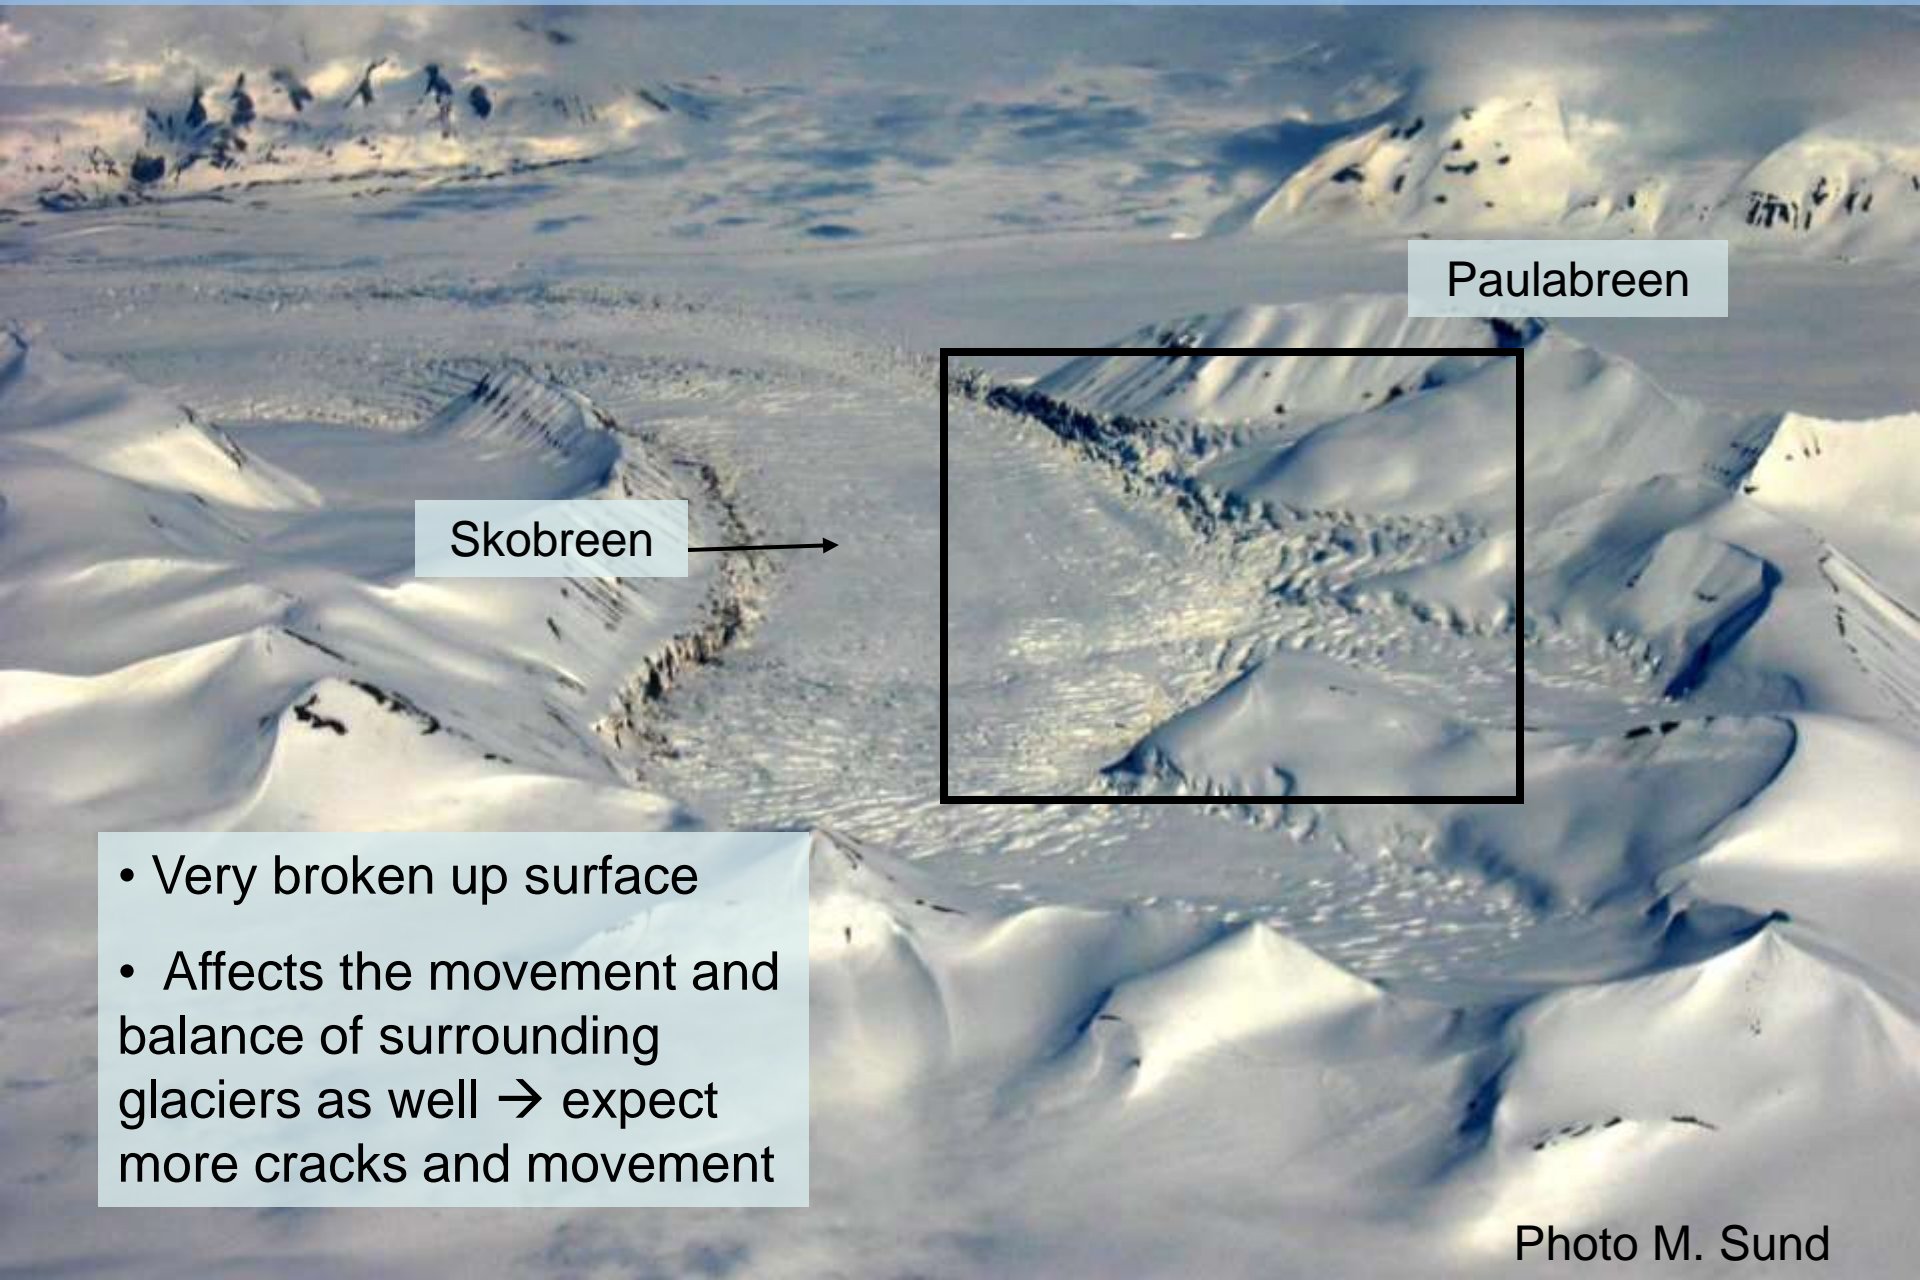 Paulabreen
Skobreen
• Very broken up surface
• Affects the movement and
balance of surrounding
glaciers as well → expect
more cracks and movement
Photo M. Sund